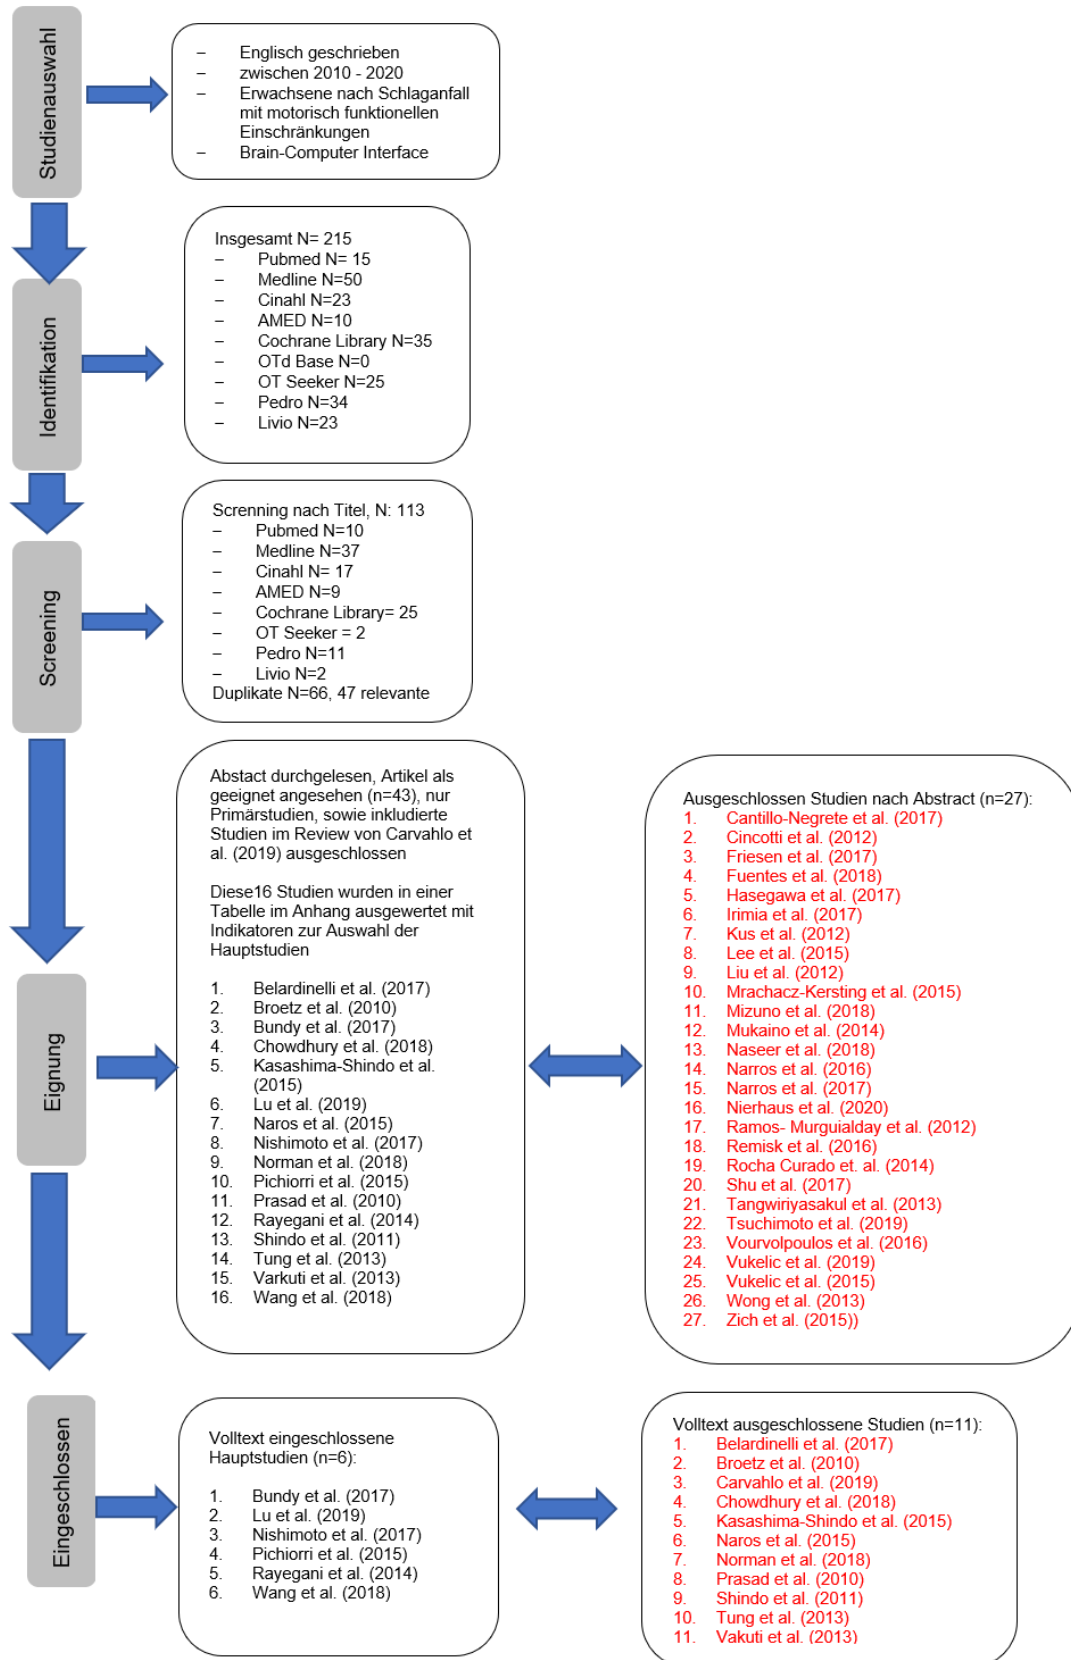 Studienauswahl
– Englisch geschrieben
– zwischen 2010 - 2020
– Erwachsene nach Schlaganfall
mit motorisch funktionellen
Einschränkungen
– Brain-Computer Interface
Identifikation
Insgesamt N= 215
– Pubmed N= 15
– Medline N=50
– Cinahl N=23
– AMED N=10
– Cochrane Library N=35
– OTd Base N=0
– OT Seeker N=25
– Pedro N=34
– Livio N=23
Screening
Screnning nach Titel, N: 113
– Pubmed N=10
– Medline N=37
– Cinahl N= 17
– AMED N=9
– Cochrane Library= 25
– OT Seeker = 2
– Pedro N=11
– Livio N=2
Duplikate N=66, 47 relevante
Eignung
Abstact durchgelesen, Artikel als
geeignet angesehen (n=43), nur
Primärstudien, sowie inkludierte
Studien im Review von Carvahlo et
al. (2019) ausgeschlossen
Diese16 Studien wurden in einer
Tabelle im Anhang ausgewertet mit
Indikatoren zur Auswahl der
Hauptstudien
1. Belardinelli et al. (2017)
2. Broetz et al. (2010)
3. Bundy et al. (2017)
4. Chowdhury et al. (2018)
5. Kasashima-Shindo et al.
(2015)
6. Lu et al. (2019)
7. Naros et al. (2015)
8. Nishimoto et al. (2017)
9. Norman et al. (2018)
10. Pichiorri et al. (2015)
11. Prasad et al. (2010)
12. Rayegani et al. (2014)
13. Shindo et al. (2011)
14. Tung et al. (2013)
15. Varkuti et al. (2013)
16. Wang et al. (2018)
Ausgeschlossen Studien nach Abstract (n=27):
1. Cantillo-Negrete et al. (2017)
2. Cincotti et al. (2012)
3. Friesen et al. (2017)
4. Fuentes et al. (2018)
5. Hasegawa et al. (2017)
6. Irimia et al. (2017)
7. Kus et al. (2012)
8. Lee et al. (2015)
9. Liu et al. (2012)
10. Mrachacz-Kersting et al. (2015)
11. Mizuno et al. (2018)
12. Mukaino et al. (2014)
13. Naseer et al. (2018)
14. Narros et al. (2016)
15. Narros et al. (2017)
16. Nierhaus et al. (2020)
17. Ramos- Murguialday et al. (2012)
18. Remisk et al. (2016)
19. Rocha Curado et. al. (2014)
20. Shu et al. (2017)
21. Tangwiriyasakul et al. (2013)
22. Tsuchimoto et al. (2019)
23. Vourvolpoulos et al. (2016)
24. Vukelic et al. (2019)
25. Vukelic et al. (2015)
26. Wong et al. (2013)
27. Zich et al. (2015))
Eingeschlossen
Volltext eingeschlossene
Hauptstudien (n=6):
1. Bundy et al. (2017)
2. Lu et al. (2019)
3. Nishimoto et al. (2017)
4. Pichiorri et al. (2015)
5. Rayegani et al. (2014)
6. Wang et al. (2018)
Volltext ausgeschlossene Studien (n=11):
1. Belardinelli et al. (2017)
2. Broetz et al. (2010)
3. Carvahlo et al. (2019)
4. Chowdhury et al. (2018)
5. Kasashima-Shindo et al. (2015)
6. Naros et al. (2015)
7. Norman et al. (2018)
8. Prasad et al. (2010)
9. Shindo et al. (2011)
10. Tung et al. (2013)
11. Vakuti et al. (2013)